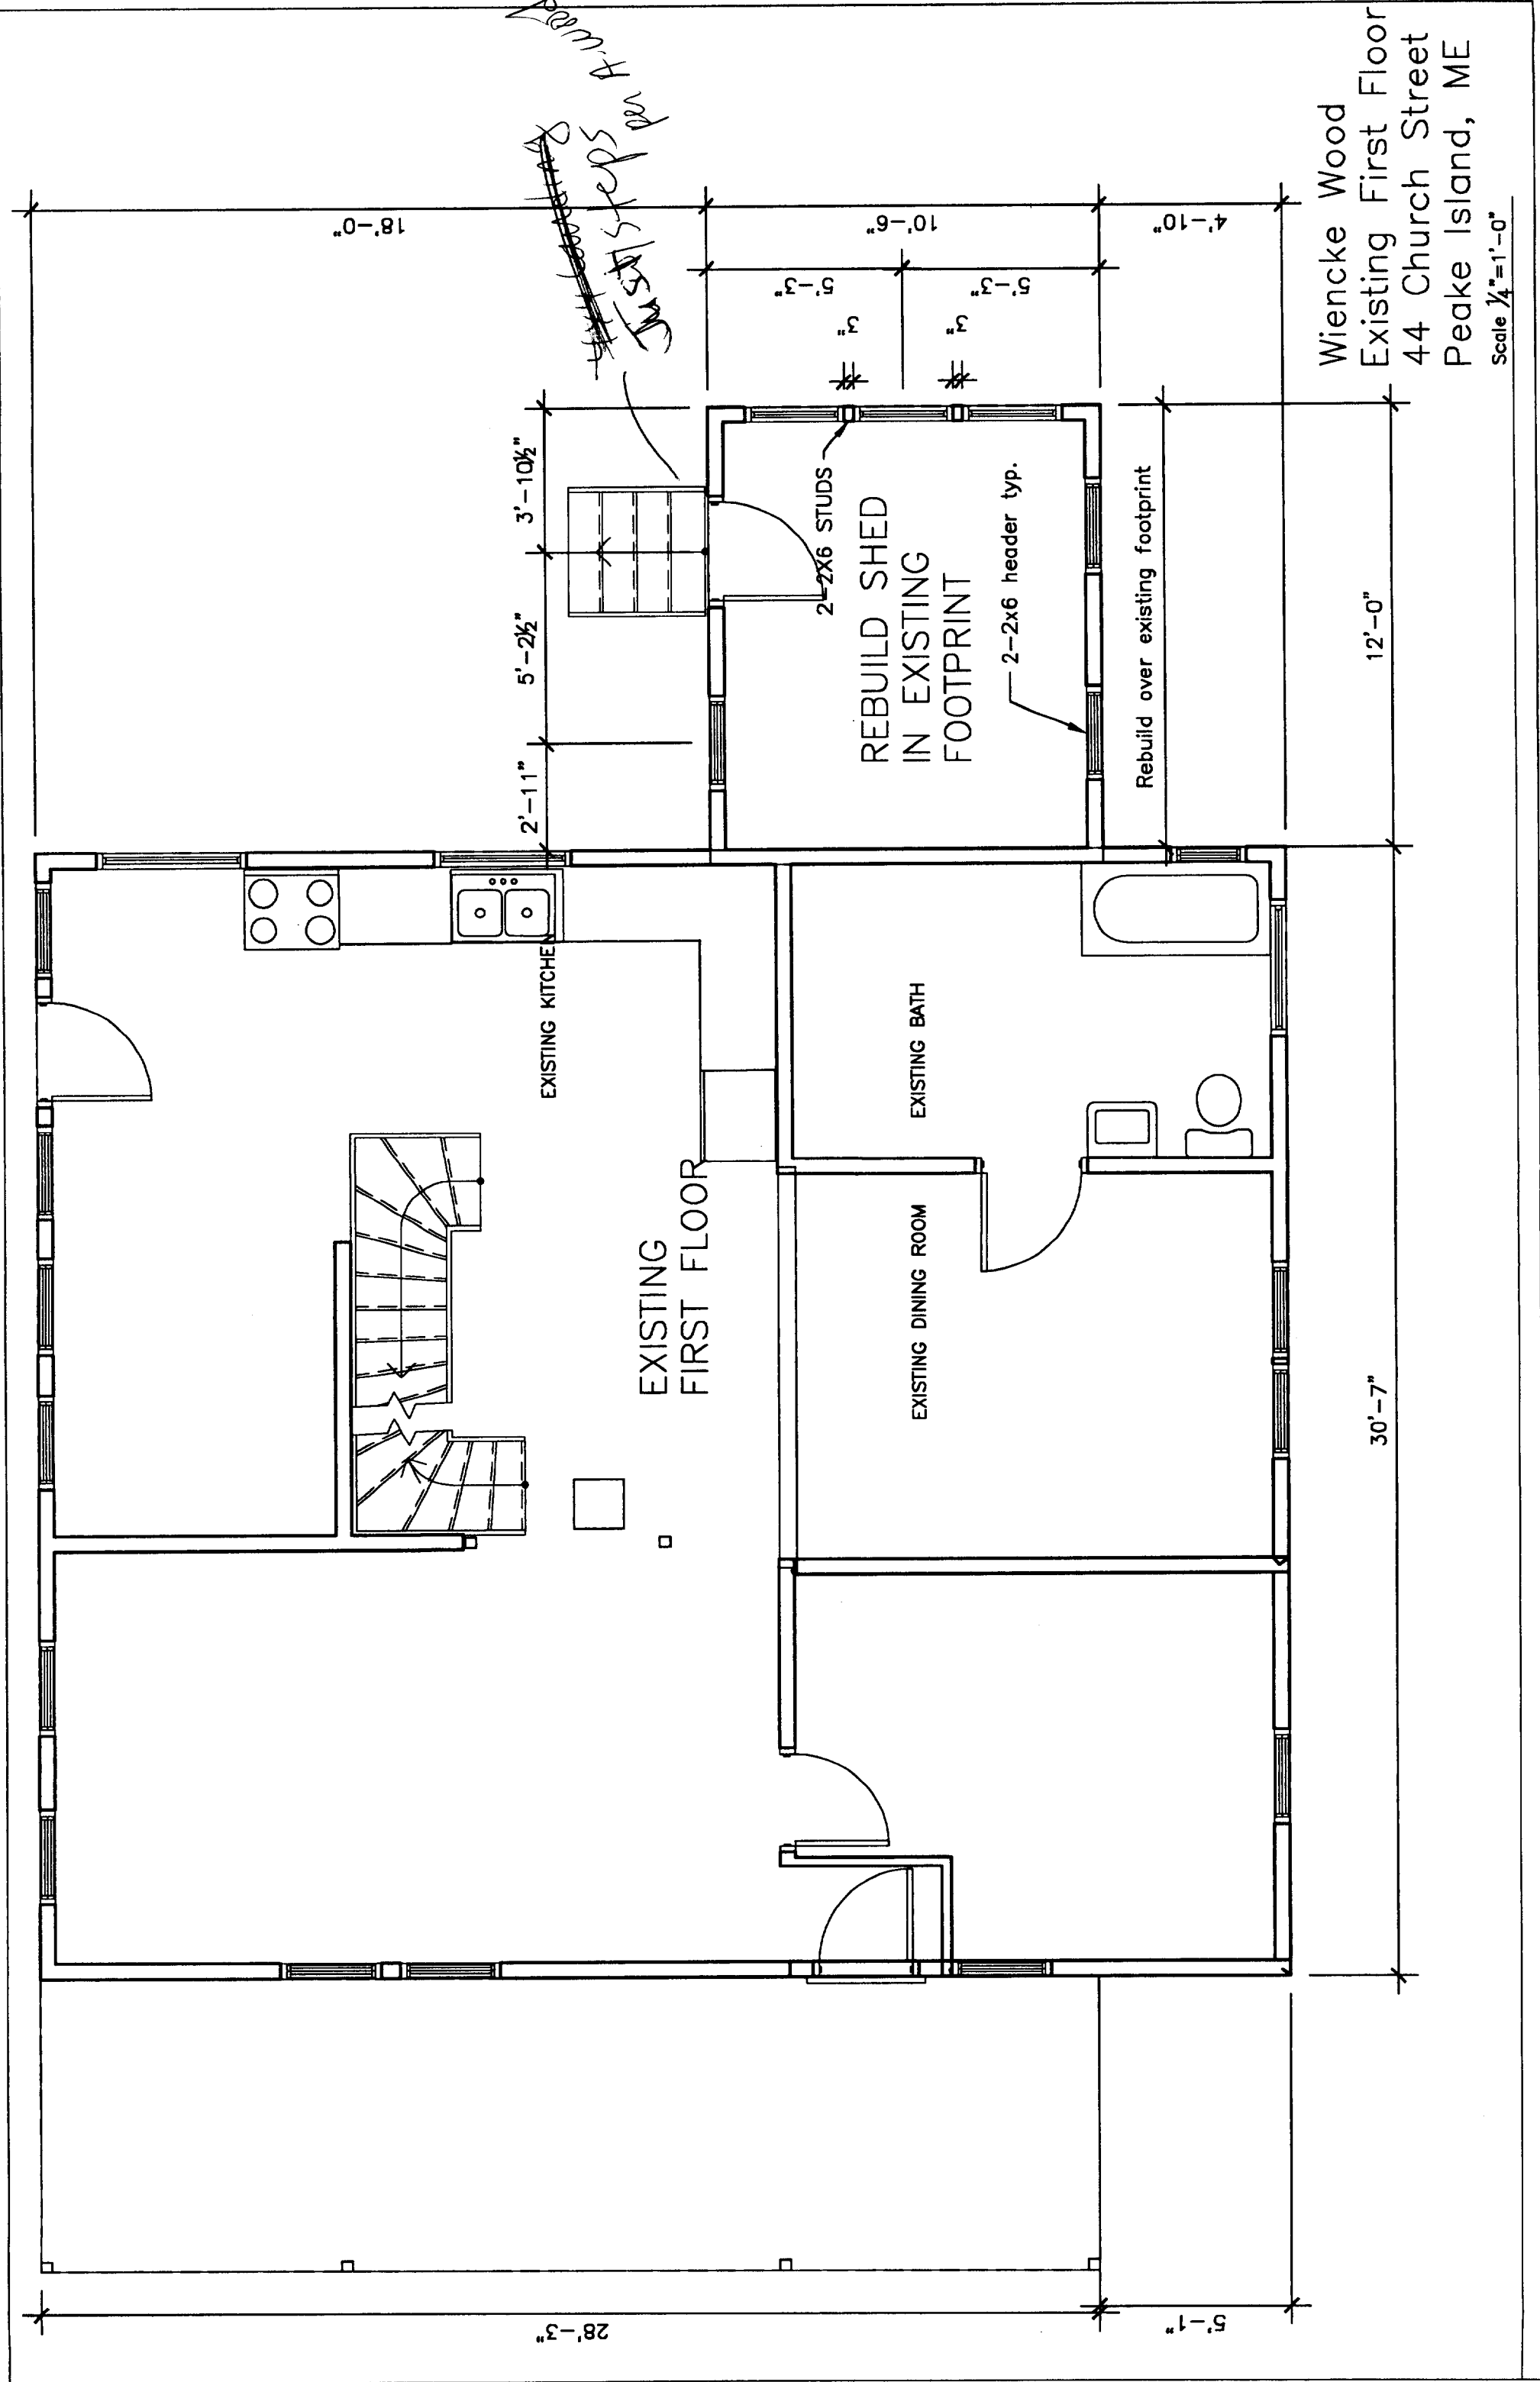 Just steps
per A. Wood
18'-0"
10'-6"
4'-10"
5'-3"
5'-3"
3"
3"
3'-10½"
5'-2½"
2'-11"
2-2X6 STUDS
REBUILD SHED
IN EXISTING
FOOTPRINT
2-2x6 header typ.
Rebuild over existing footprint
12'-0"
EXISTING KITCHEN
EXISTING BATH
EXISTING
FIRST FLOOR
EXISTING DINING ROOM
30'-7"
28'-3"
5'-1"
Wiencke Wood
Existing First Floor
44 Church Street
Peake Island, ME
Scale ¼"=1'-0"